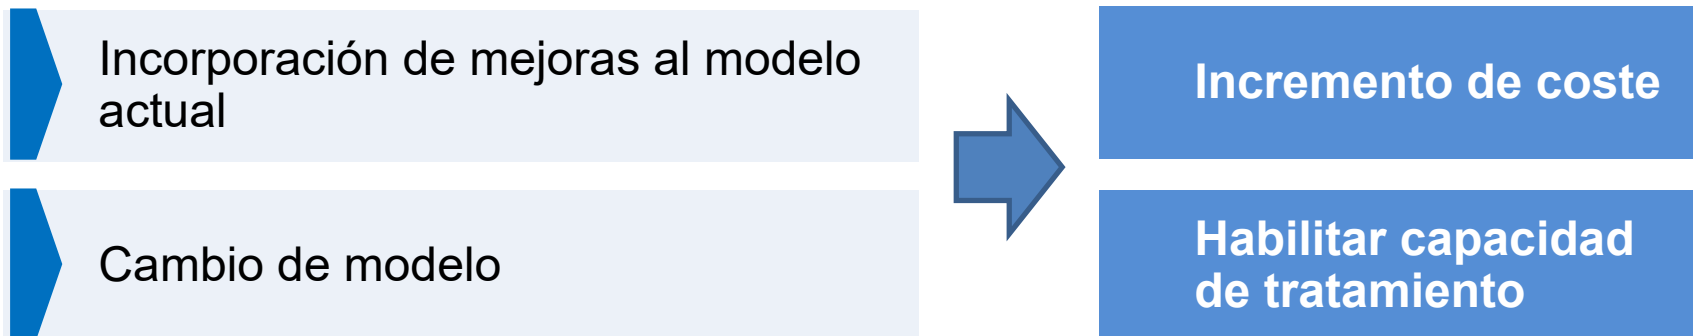 Incorporación de mejoras al modelo
actual
Incremento de coste
Cambio de modelo
Habilitar capacidad
de tratamiento